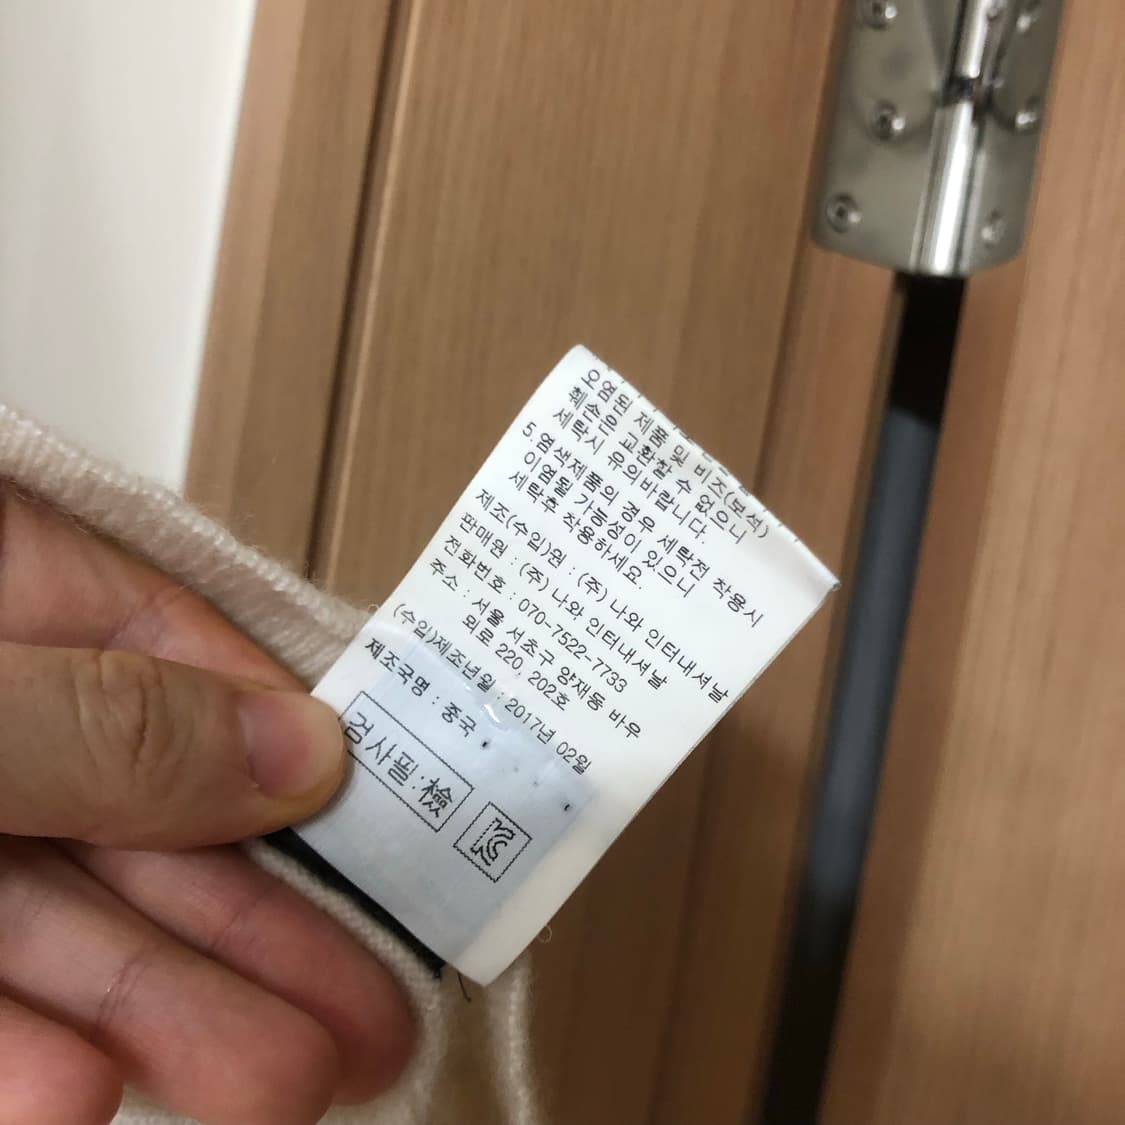 오염된 제품 및 비즈(보석)
훼손은 교환할 수 없으니
세탁시 유의바랍니다.
5.염색제품의 경우 세탁전 착용시
이염될 가능성이 있으니
세탁후 착용하세요.
제조(수입)원 : (주) 나와 인터내셔날
판매원 : (주) 나와 인터내셔날
전화번호 : 070-7522-7733
주소 : 서울 서초구 양재동 바우
뫼로 220, 202호
(수입)제조년월 : 2017년 02월
제조국명 : 중국
검사필·檢
KC